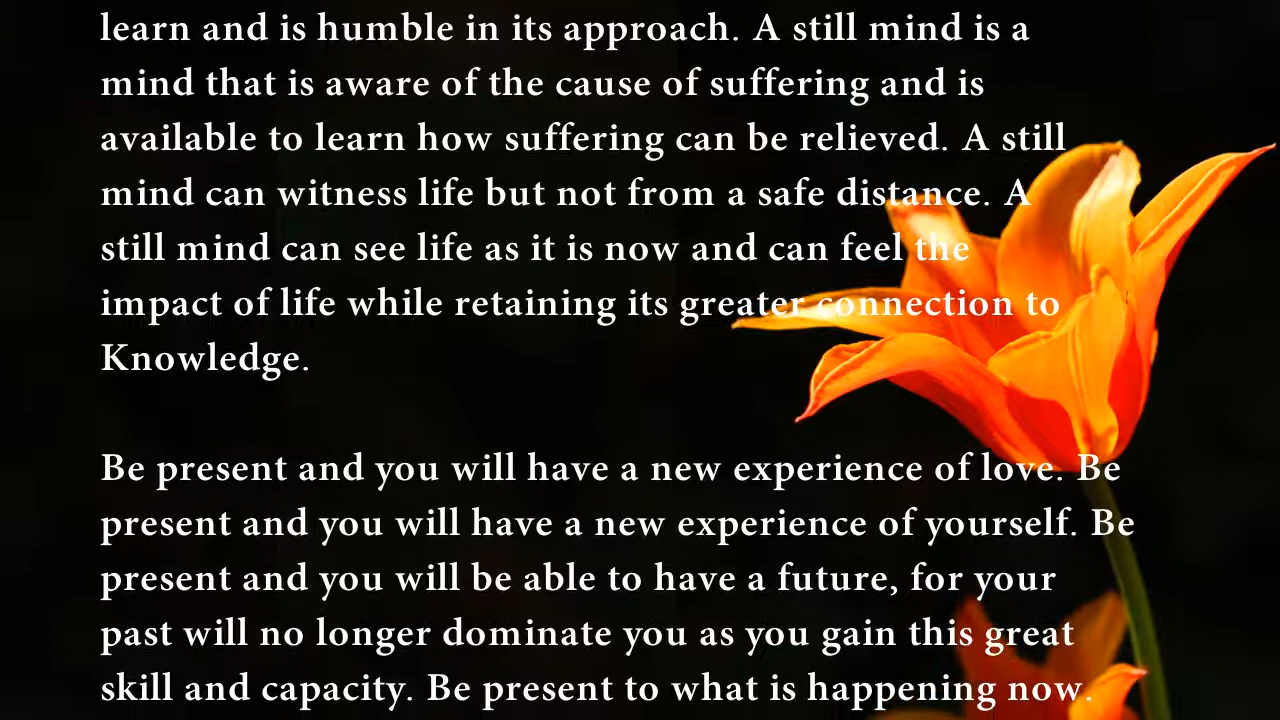 learn and is humble in its approach. A still mind is a
mind that is aware of the cause of suffering and is
available to learn how suffering can be relieved. A still
mind can witness life but not from a safe distance. A
still mind can see life as it is now and can feel the
impact of life while retaining its greater connection to
Knowledge.
Be present and you will have a new experience of love. Be
present and you will have a new experience of yourself. Be
present and you will be able to have a future, for your
past will no longer dominate you as you gain this great
skill and capacity. Be present to what is happening now.